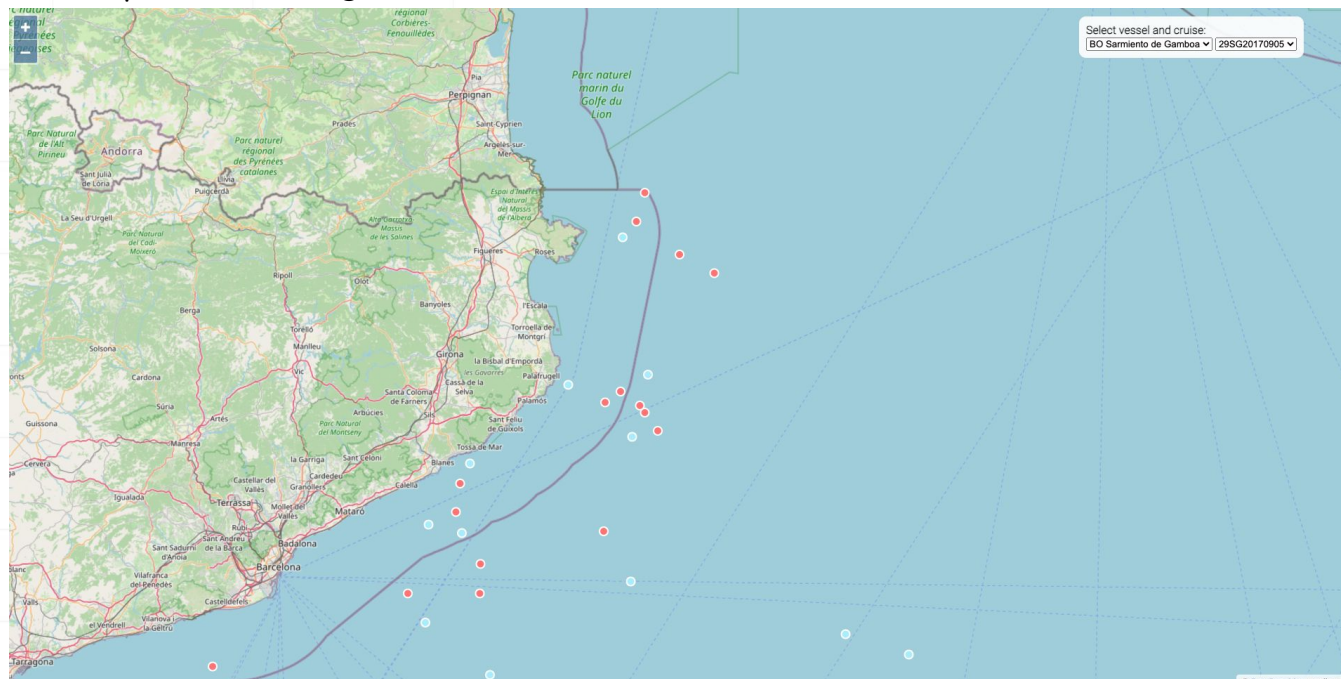 régional
Corbières-
Fenouillèdes
Pyrénées
+
−
Select vessel and cruise:
BO Sarmiento de Gamboa
29SG20170905
Parc naturel
marin du
Golfe du
Lion
Pia
Perpignan
Saint-Cyprien
Argelès-sur-
Mer
Prades
Parc naturel
régional
des Pyrénées
catalanes
Parc Natural
de l'Alt
Pirineu
Andorra
Sant Julià
de Lòria
Llívia
Puigcerdà
La Seu d'Urgell
Parc Natural
del Cadí-
Moixeró
Alta Garrotxa-
Massís
de les Salines
Espai d'Interès
Natural
del Massís
de l'Albera
Figueres
Roses
Ripoll
Olot
Banyoles
l'Escala
Berga
Torelló
Manlleu
Torroella de
Montgrí
Solsona
Vic
Girona
la Bisbal d'Empordà
les Gavarres
Palafrugell
Cardona
Cassà de la
Selva
Santa Coloma
de Farners
Palamós
Súria
Artés
Arbúcies
Sils
Sant Feliu
de Guíxols
Guissona
Parc Natural
del Montseny
Manresa
Tossa de Mar
Cervera
la Garriga
Sant Celoni
Blanes
Cardedeu
Calella
Castellar del
Vallès
Granollers
Igualada
Terrassa
Mollet del
Vallès
Mataró
Rubí
Sant Andreu
de la Barca
Sant Sadurní
d'Anoia
Badalona
Barcelona
Vilafranca
del Penedès
Valls
Castelldefels
Vilanova i
la Geltrú
el Vendrell
Tarragona